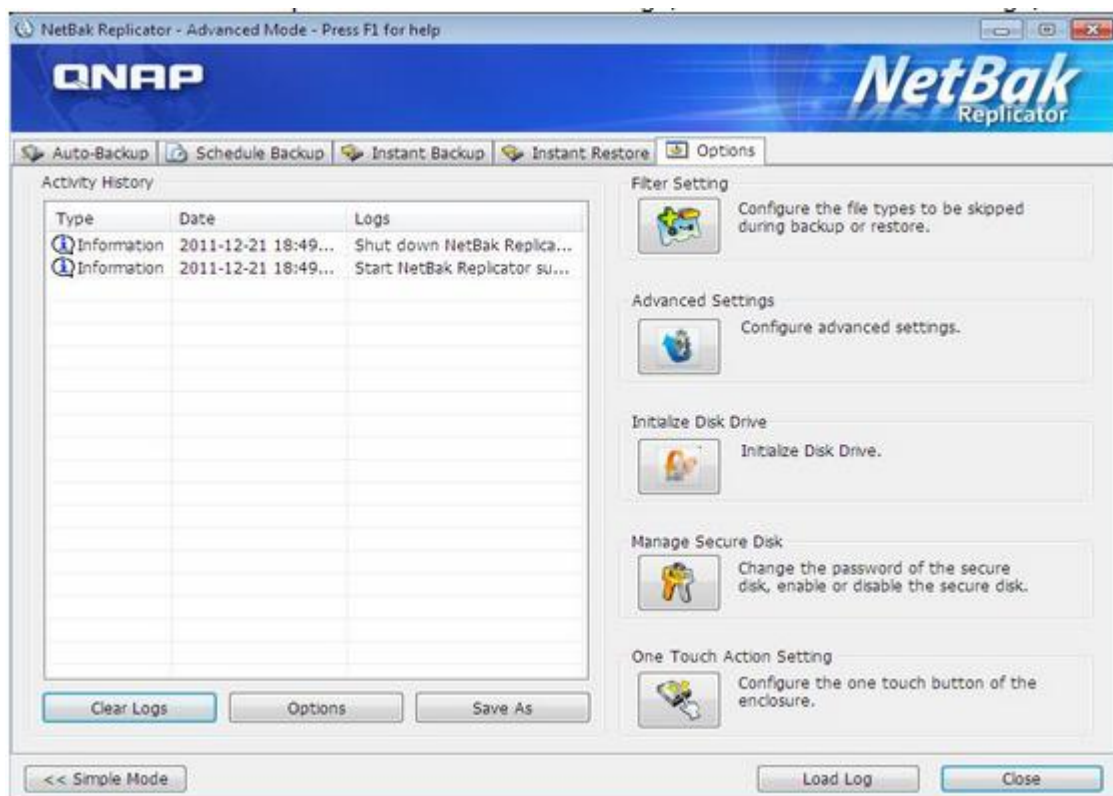 NetBak Replicator - Advanced Mode - Press F1 for help
QNAP
NetBak
Replicator
Auto-Backup
Schedule Backup
Instant Backup
Instant Restore
Options
Activity History
Type Date Logs
Information 2011-12-21 18:49... Shut down NetBak Replica...
Information 2011-12-21 18:49... Start NetBak Replicator su...
Clear Logs
Options
Save As
Filter Setting
Configure the file types to be skipped
during backup or restore.
Advanced Settings
Configure advanced settings.
Initialize Disk Drive
Initialize Disk Drive.
Manage Secure Disk
Change the password of the secure
disk, enable or disable the secure disk.
One Touch Action Setting
Configure the one touch button of the
enclosure.
<< Simple Mode
Load Log
Close